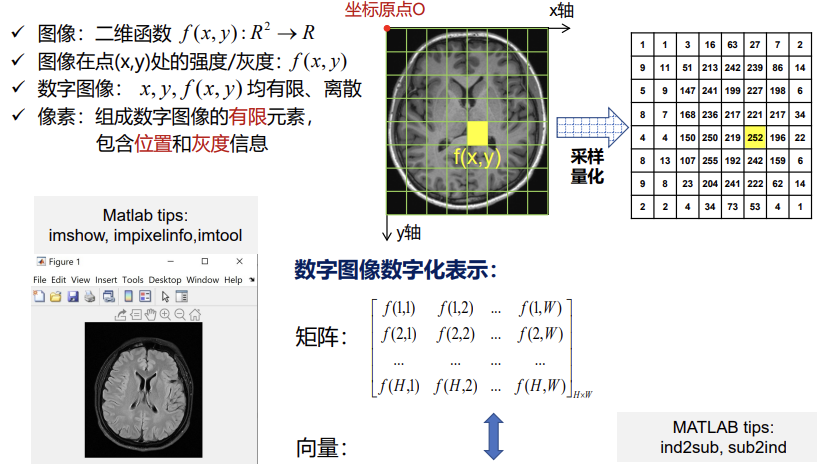 ✓ 图像：二维函数 f(x, y) : R² → R
✓ 图像在点(x,y)处的强度/灰度：f(x, y)
✓ 数字图像： x, y, f(x, y) 均有限、离散
✓ 像素：组成数字图像的有限元素，
包含位置和灰度信息
坐标原点O
x轴
f(x,y)
y轴
采样
量化
1 1 3 16 63 27 7 2
9 11 51 213 242 239 86 14
5 9 147 241 199 227 198 6
8 7 168 236 217 221 217 34
4 4 150 250 219 252 196 22
8 13 107 255 192 242 159 6
9 8 23 204 241 222 62 14
2 2 4 34 73 53 4 1
Matlab tips:
imshow, impixelinfo,imtool
Figure 1
File Edit View Insert Tools Desktop Window Help
数字图像数字化表示：
矩阵：
f(1,1) f(1,2) ... f(1,W)
f(2,1) f(2,2) ... f(2,W)
... ... ... ...
f(H,1) f(H,2) ... f(H,W)
H×W
向量：
MATLAB tips:
ind2sub, sub2ind